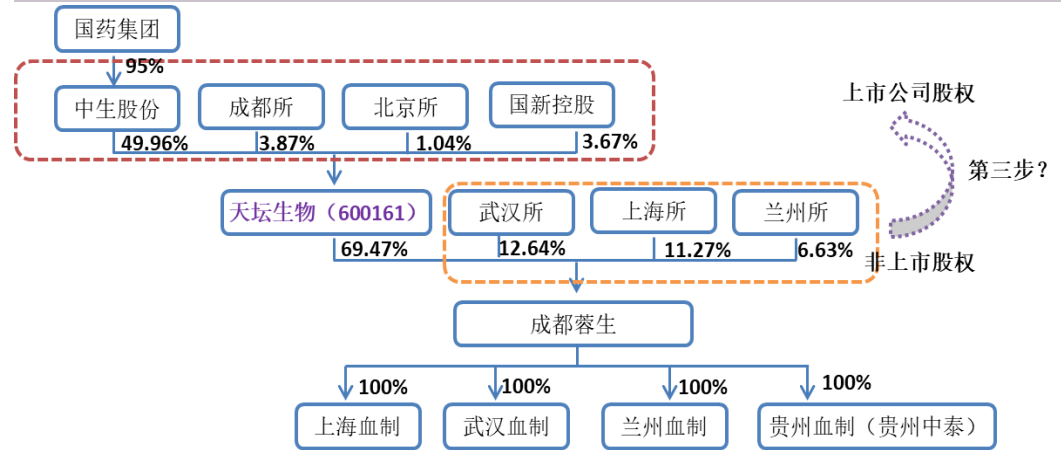 国药集团
95%
中生股份
成都所
北京所
国新控股
49.96%
3.87%
1.04%
3.67%
上市公司股权
第三步？
天坛生物（600161）
武汉所
上海所
兰州所
69.47%
12.64%
11.27%
6.63%
非上市股权
成都蓉生
100%
100%
100%
100%
上海血制
武汉血制
兰州血制
贵州血制（贵州中泰）